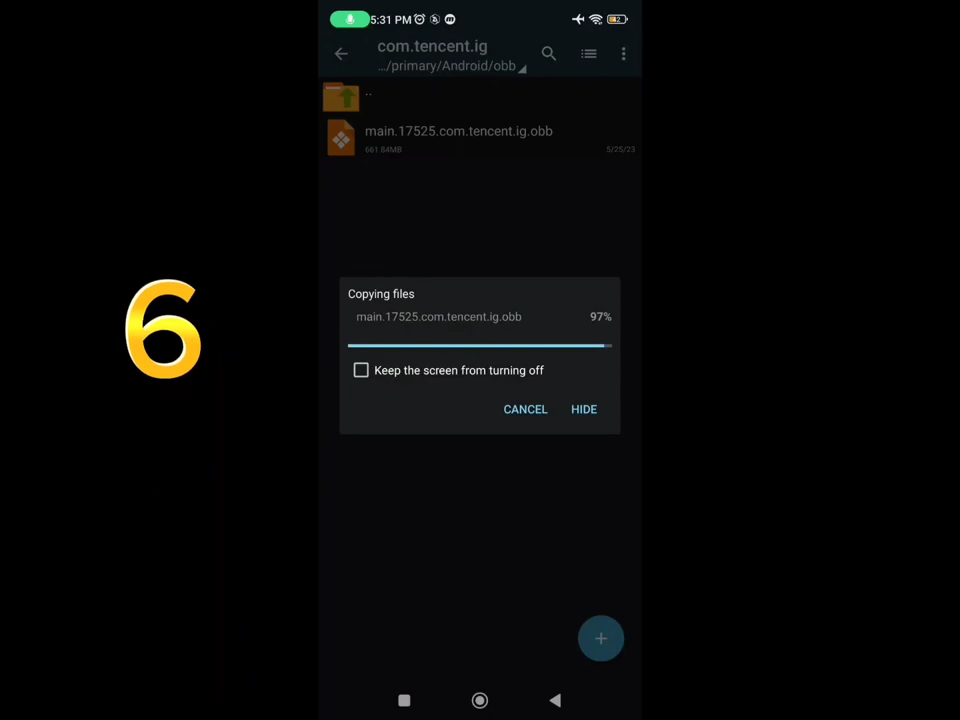 5:31 PM
42
com.tencent.ig
.../primary/Android/obb
..
main.17525.com.tencent.ig.obb
661.84MB 5/25/23
6
Copying files
main.17525.com.tencent.ig.obb 97%
Keep the screen from turning off
CANCEL HIDE
+